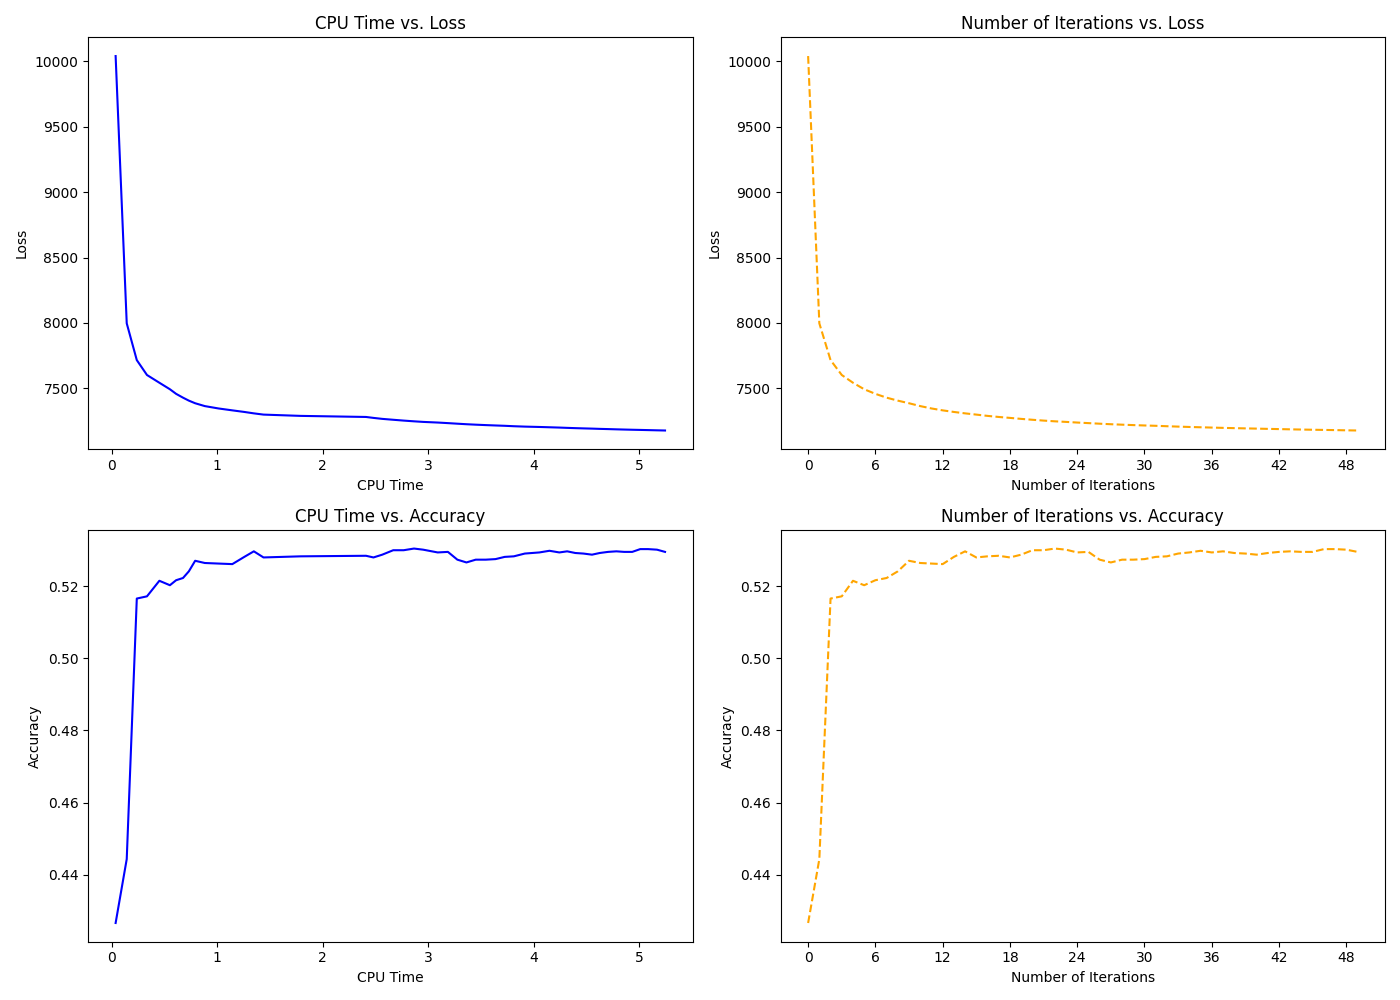 CPU Time vs. Loss
10000
9500
9000
8500
8000
7500
Loss
0 1 2 3 4 5
CPU Time
Number of Iterations vs. Loss
10000
9500
9000
8500
8000
7500
Loss
0 6 12 18 24 30 36 42 48
Number of Iterations
CPU Time vs. Accuracy
0.52
0.50
0.48
0.46
0.44
Accuracy
0 1 2 3 4 5
CPU Time
Number of Iterations vs. Accuracy
0.52
0.50
0.48
0.46
0.44
Accuracy
0 6 12 18 24 30 36 42 48
Number of Iterations